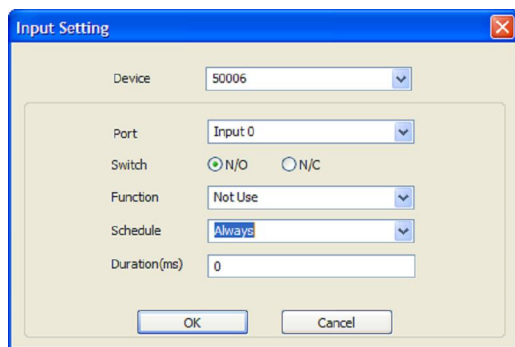 Input Setting
Device 50006
Port Input 0
Switch N/O N/C
Function Not Use
Schedule Always
Duration(ms) 0
OK Cancel